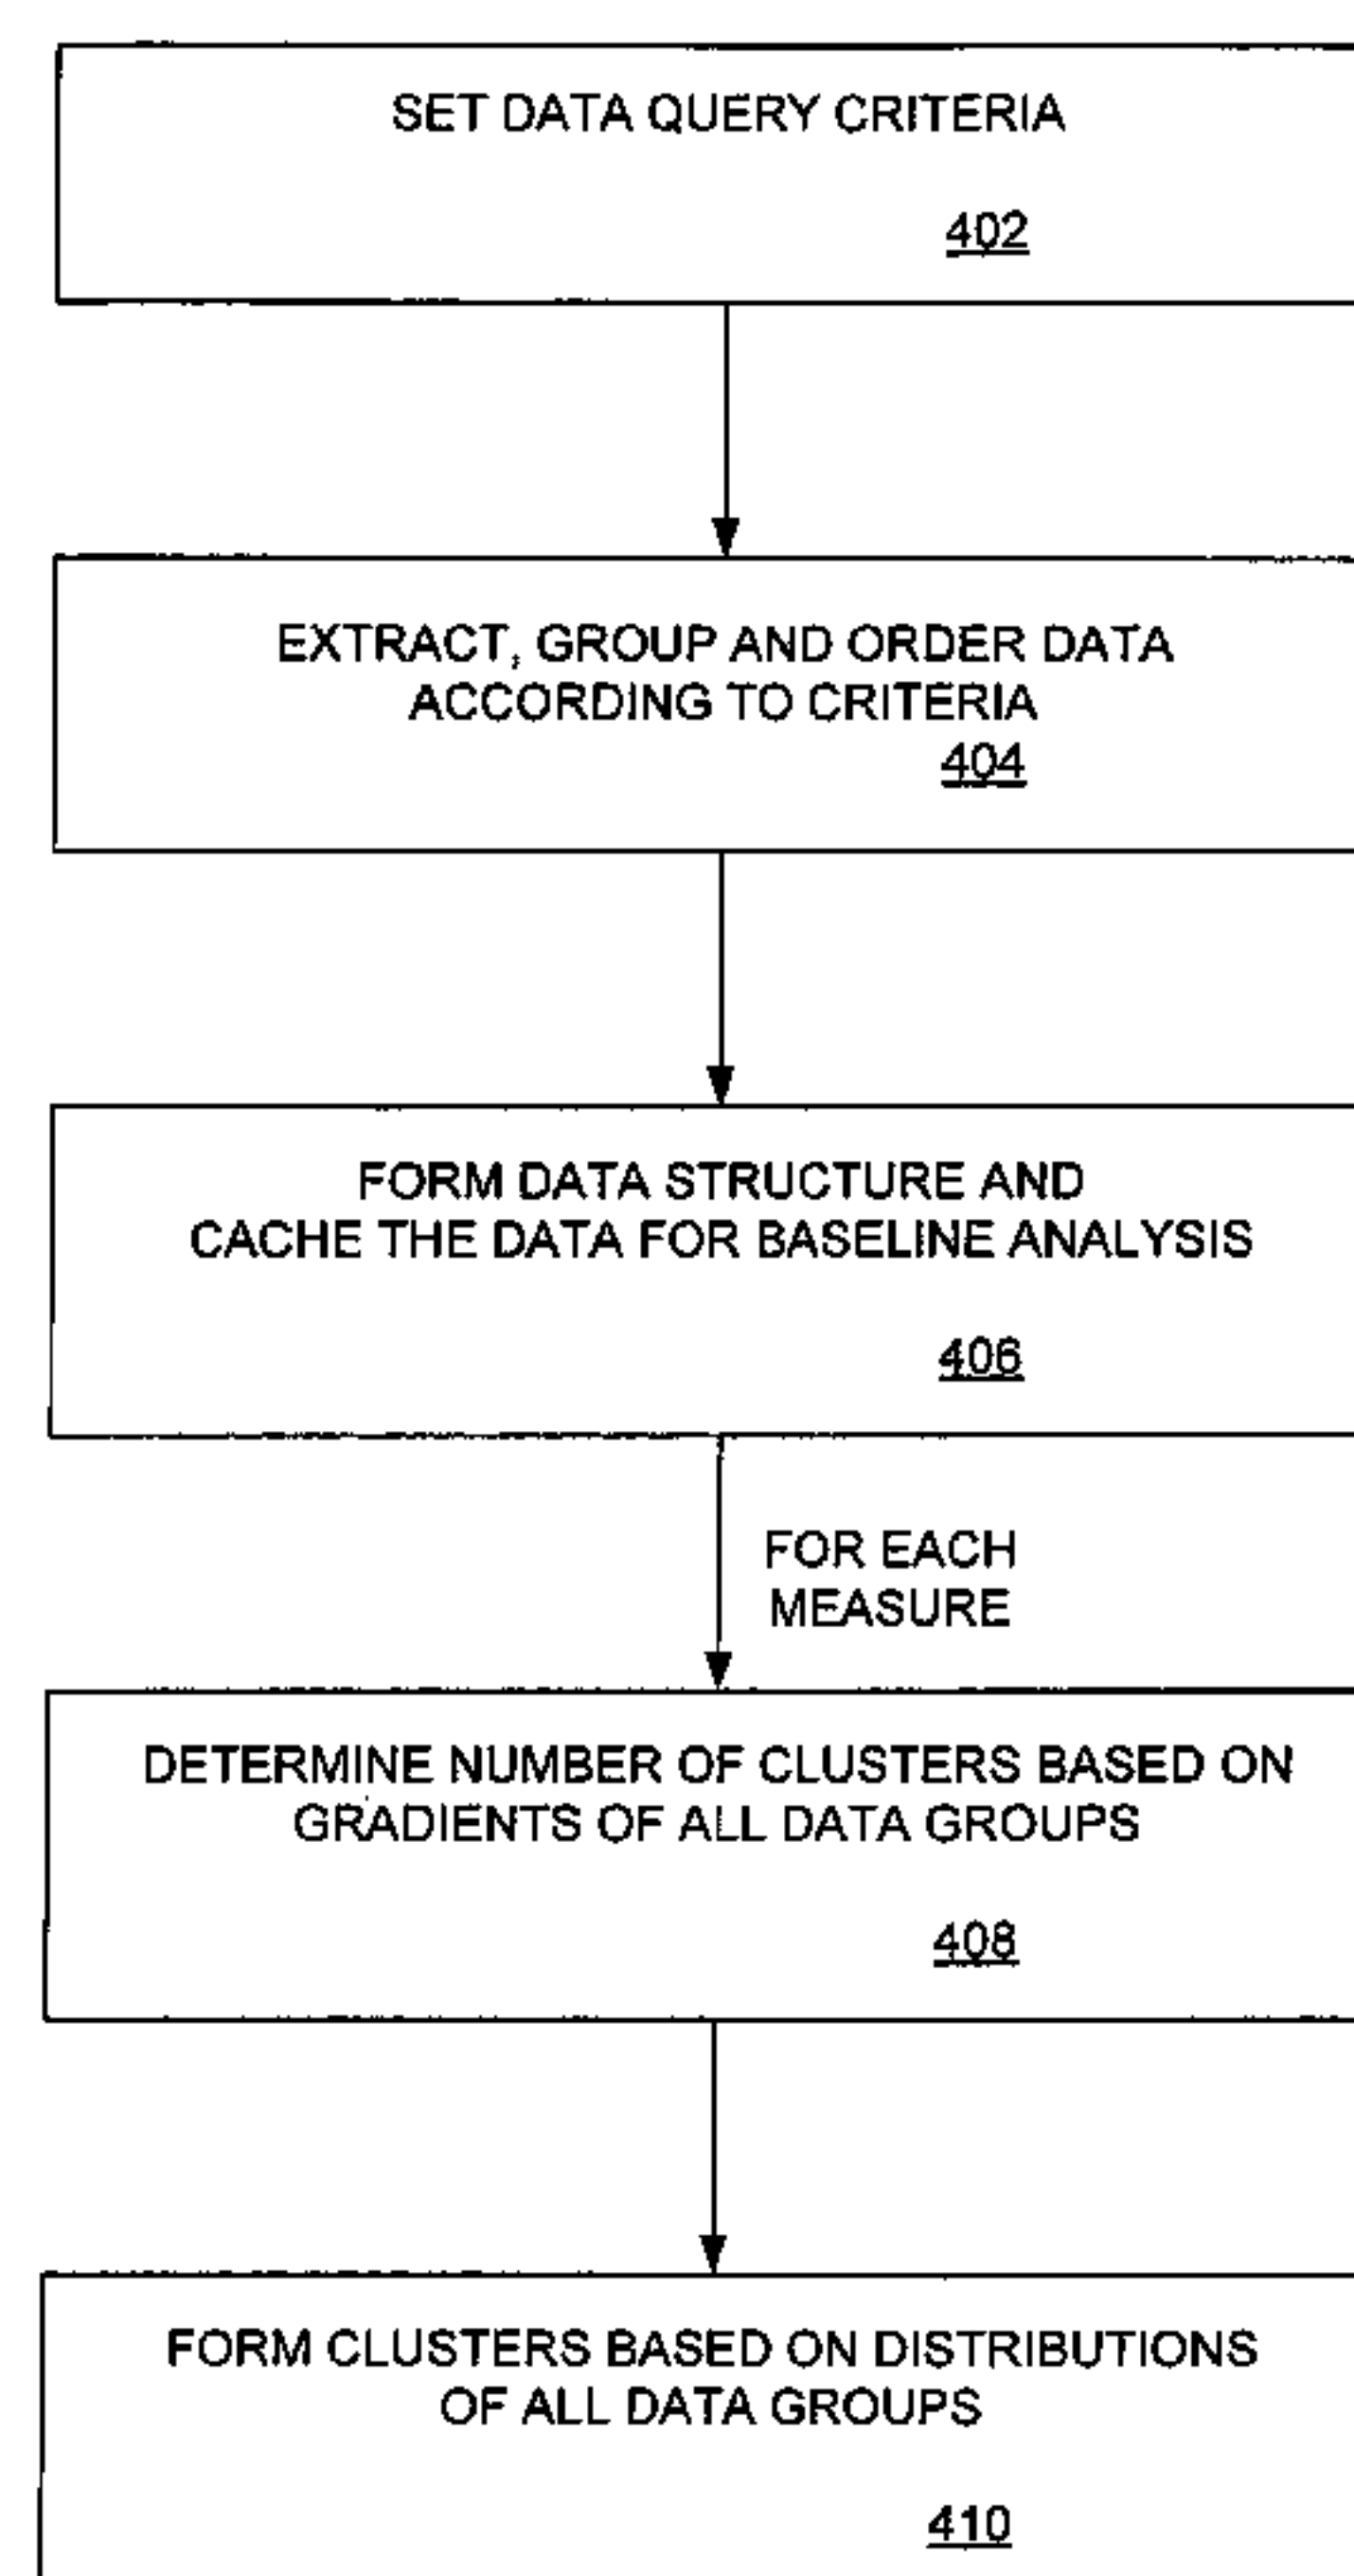 SET DATA QUERY CRITERIA
402
EXTRACT, GROUP AND ORDER DATA
ACCORDING TO CRITERIA
404
FORM DATA STRUCTURE AND
CACHE THE DATA FOR BASELINE ANALYSIS
406
FOR EACH
MEASURE
DETERMINE NUMBER OF CLUSTERS BASED ON
GRADIENTS OF ALL DATA GROUPS
408
FORM CLUSTERS BASED ON DISTRIBUTIONS
OF ALL DATA GROUPS
410